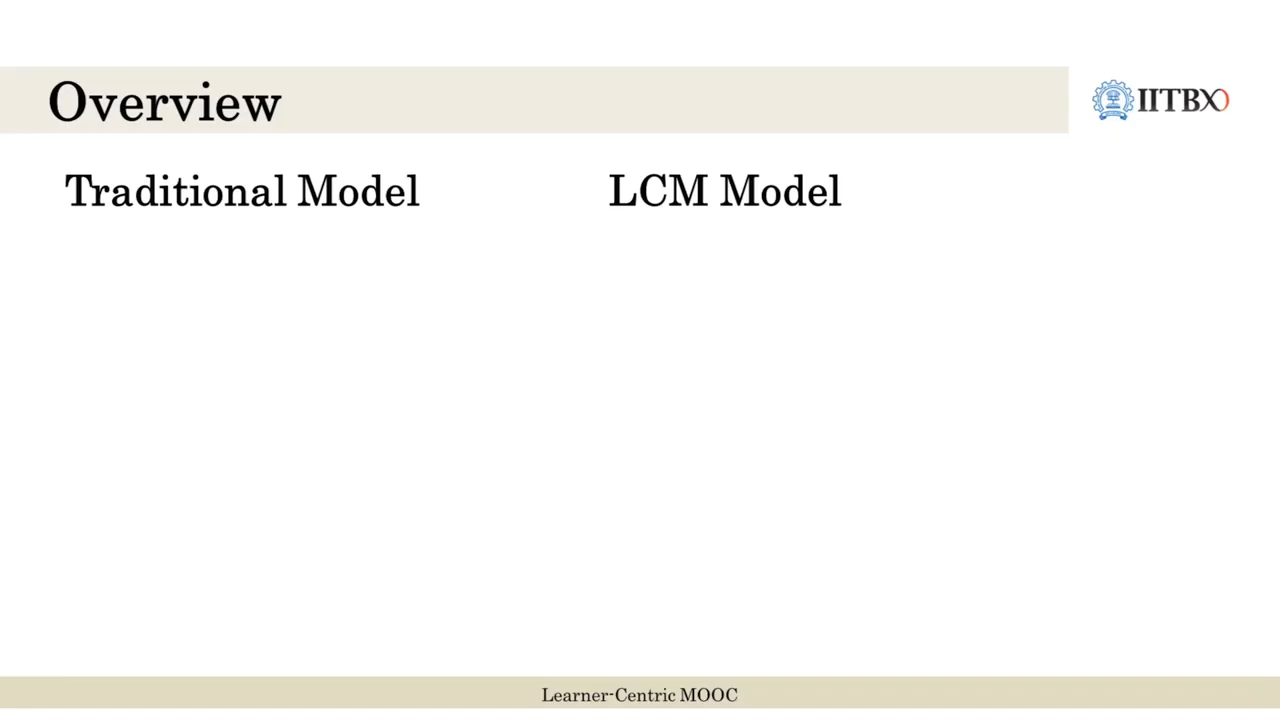 Overview
IITBX
Traditional Model
LCM Model
Learner-Centric MOOC